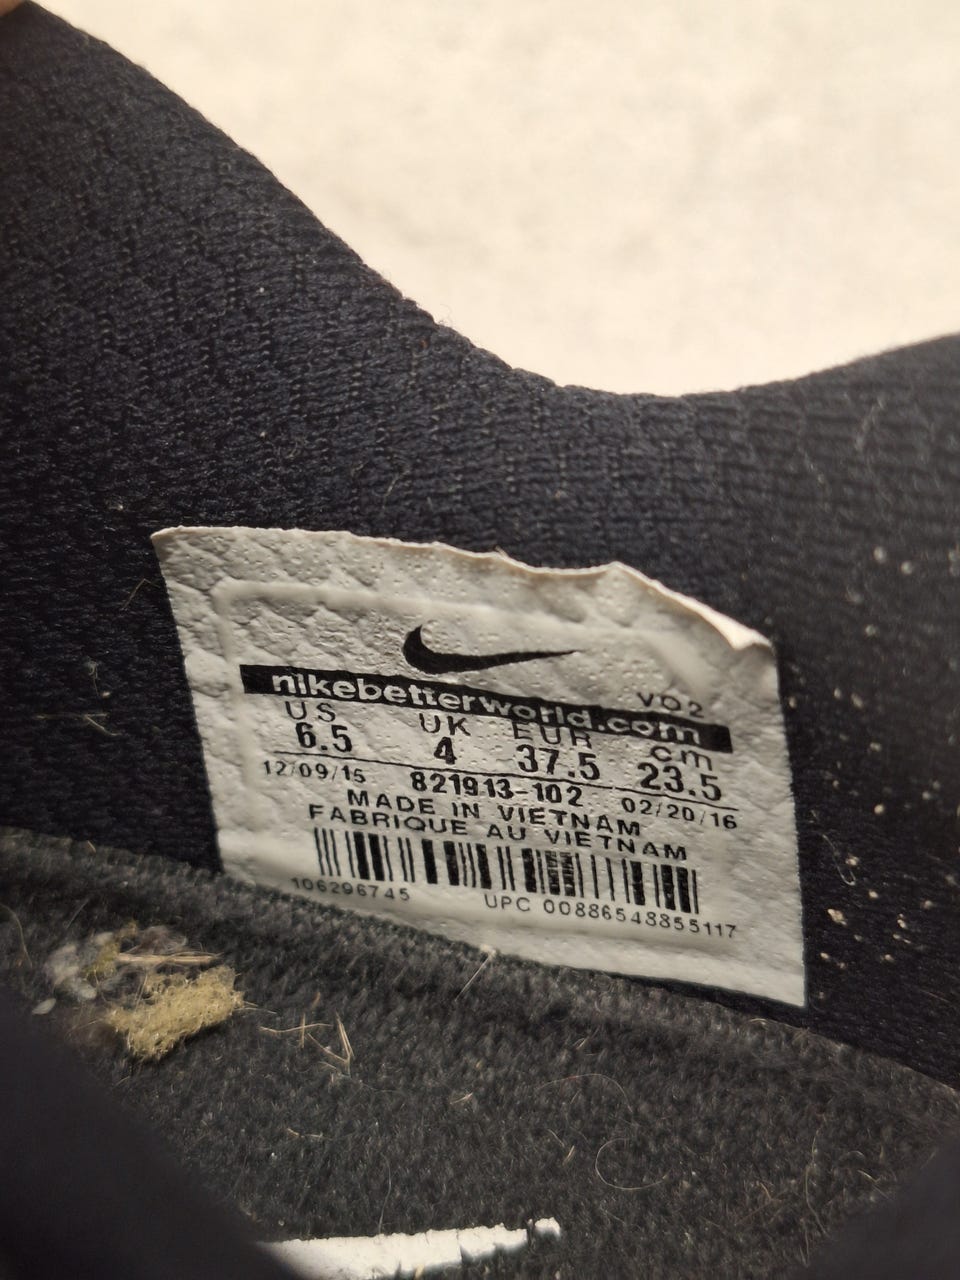 nikebetterworld.com VO2
US UK EUR cm
6.5 4 37.5 23.5
12/09/15 821913-102 02/20/16
MADE IN VIETNAM
FABRIQUE AU VIETNAM
106296745 UPC 00886548855117